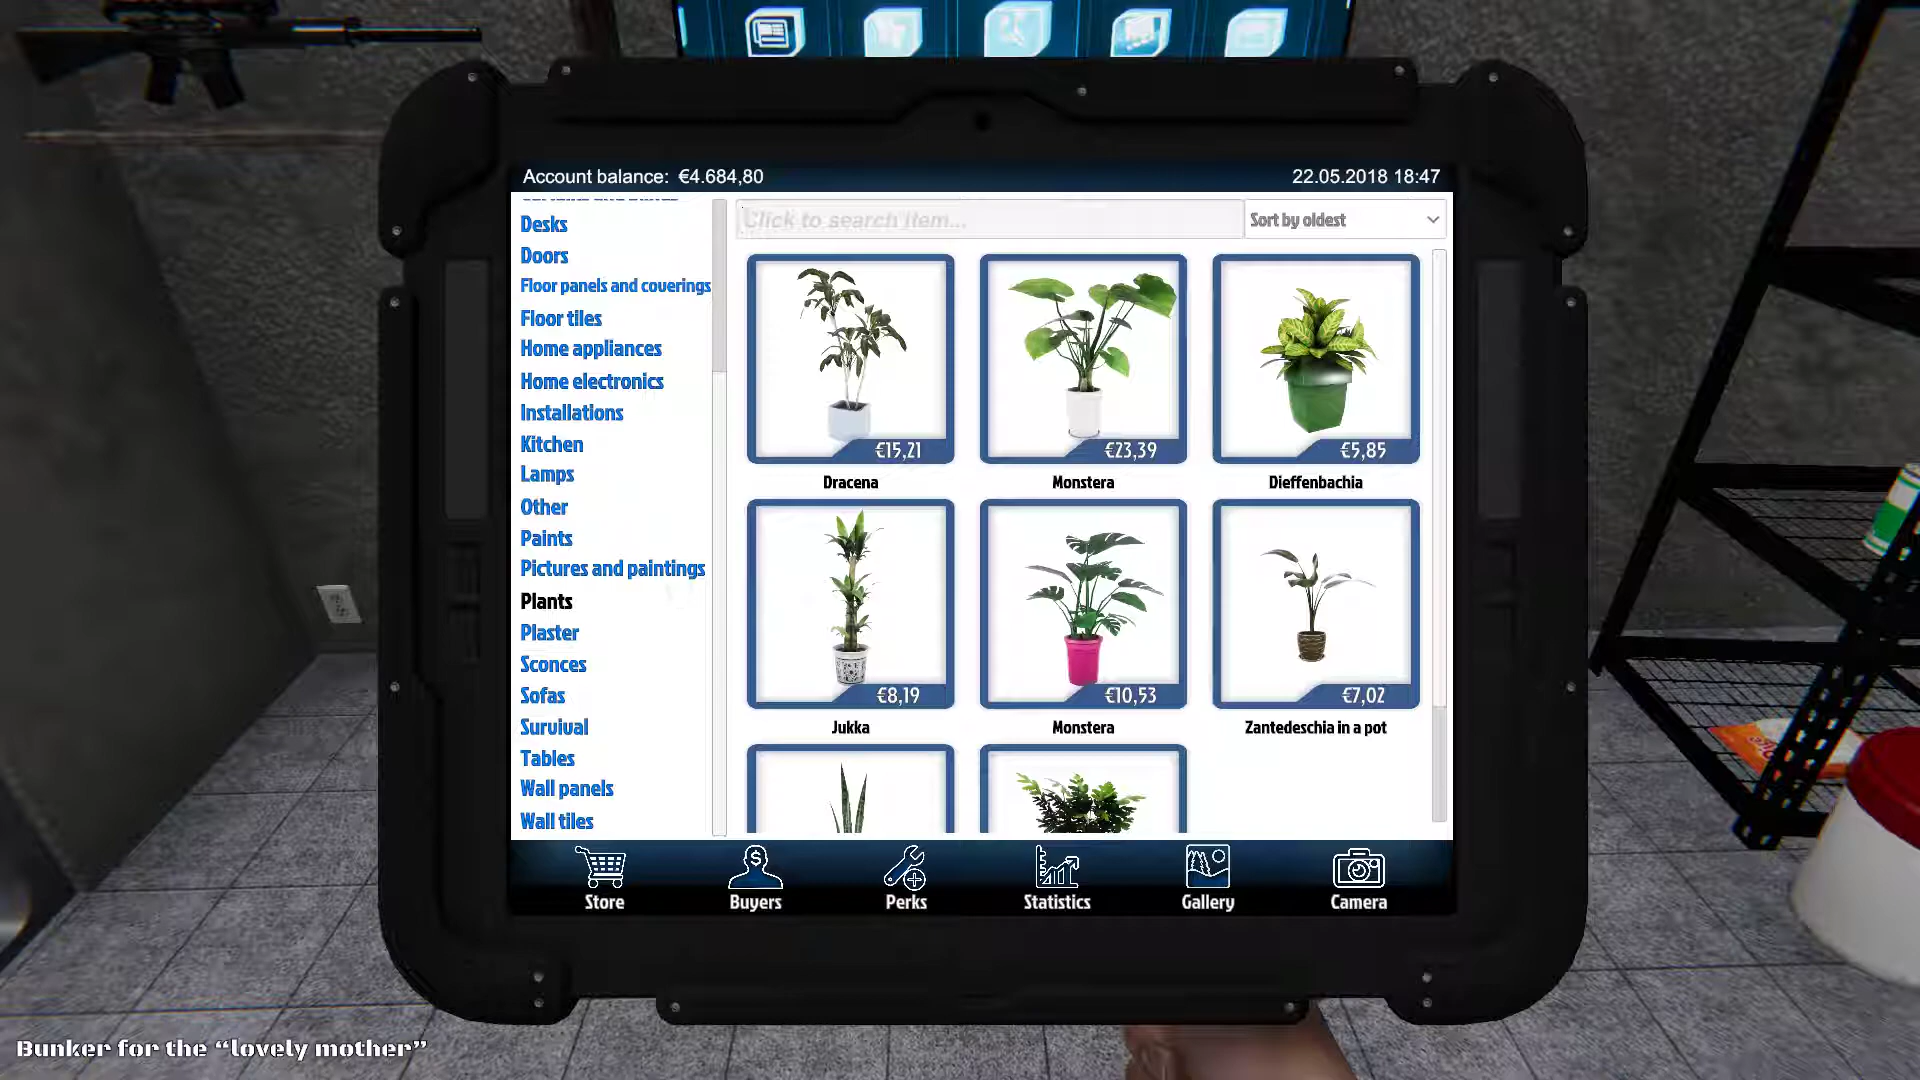 Account balance: €4.684,80
22.05.2018 18:47
Desks
Doors
Floor panels and coverings
Floor tiles
Home appliances
Home electronics
Installations
Kitchen
Lamps
Other
Paints
Pictures and paintings
Plants
Plaster
Sconces
Sofas
Survival
Tables
Wall panels
Wall tiles
Click to search item...
Sort by oldest
€15,21
€23,39
€5,85
Dracena
Monstera
Dieffenbachia
€8,19
€10,53
€7,02
Jukka
Monstera
Zantedeschia in a pot
Store
Buyers
Perks
Statistics
Gallery
Camera
Bunker for the “lovely mother”